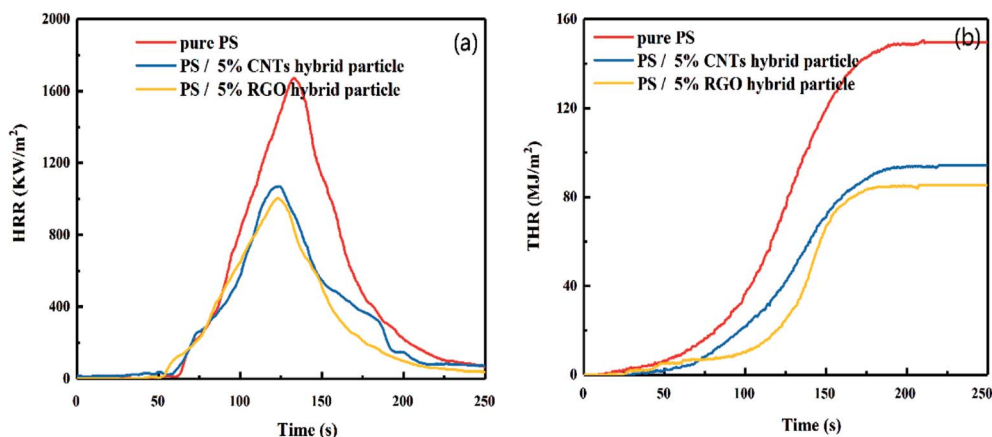 (a)
pure PS
PS / 5% CNTs hybrid particle
PS / 5% RGO hybrid particle
HRR (KW/m²)
2000
1600
1200
800
400
0
0 50 100 150 200 250
Time (s)
(b)
pure PS
PS / 5% CNTs hybrid particle
PS / 5% RGO hybrid particle
THR (MJ/m²)
160
120
80
40
0
0 50 100 150 200 250
Time (s)